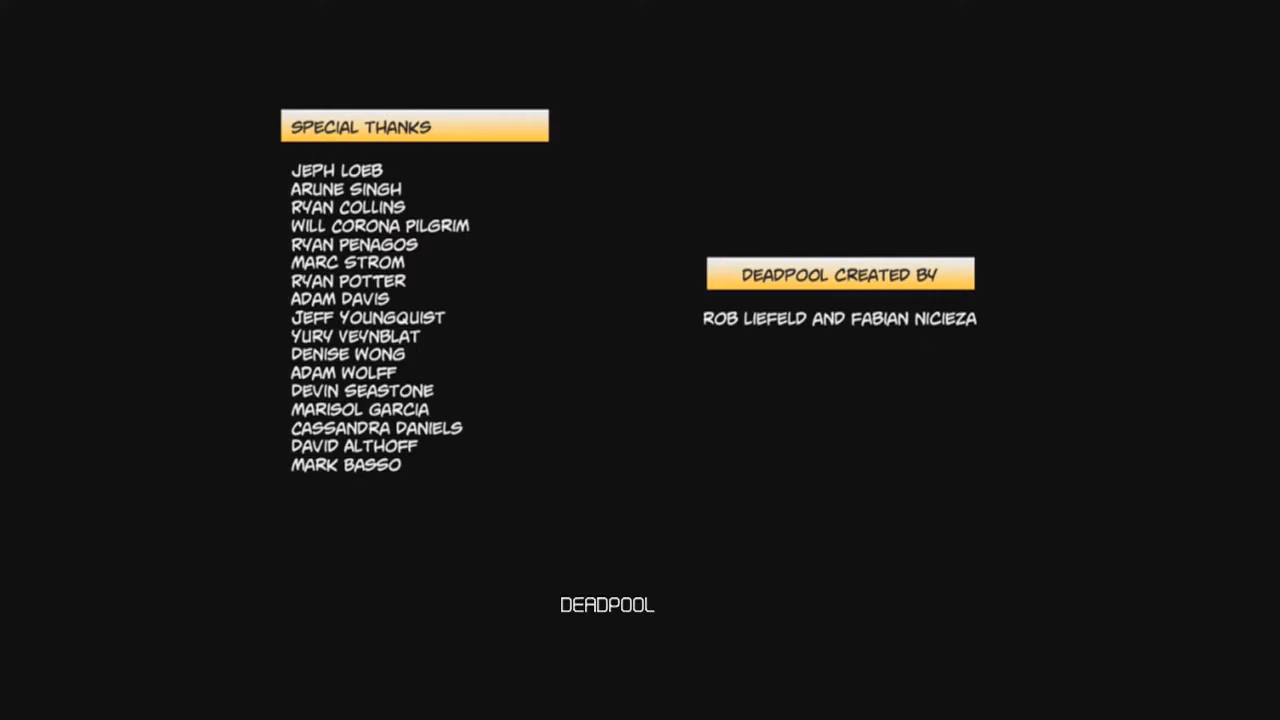 SPECIAL THANKS
JEPH LOEB
ARUNE SINGH
RYAN COLLINS
WILL CORONA PILGRIM
RYAN PENAGOS
MARC STROM
RYAN POTTER
ADAM DAVIS
JEFF YOUNGQUIST
YURY VEYNBLAT
DENISE WONG
ADAM WOLFF
DEVIN SEASTONE
MARISOL GARCIA
CASSANDRA DANIELS
DAVID ALTHOFF
MARK BASSO
DEADPOOL CREATED BY
ROB LIEFELD AND FABIAN NICIEZA
DEADPOOL